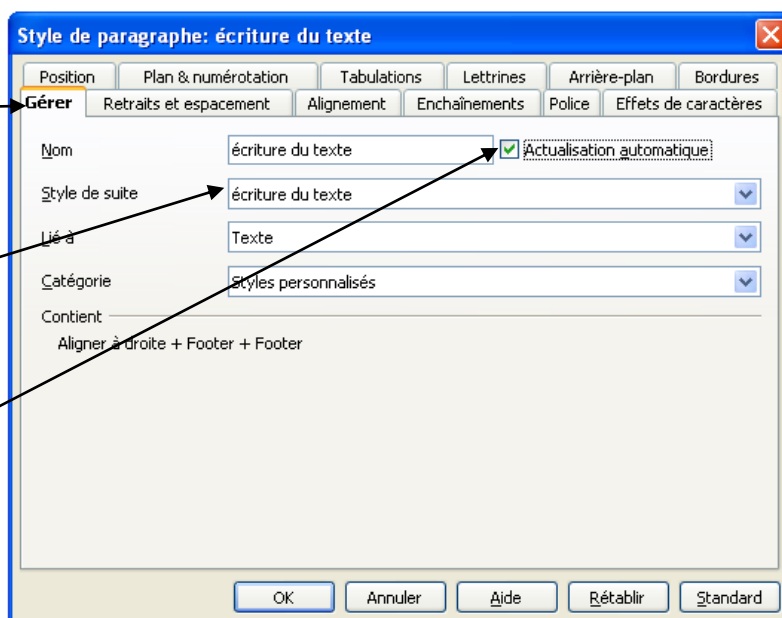 Style de paragraphe: écriture du texte
Position Plan & numérotation Tabulations Lettrines Arrière-plan Bordures
Gérer Retraits et espacement Alignement Enchaînements Police Effets de caractères
Nom écriture du texte Actualisation automatique
Style de suite écriture du texte
Lié à Texte
Catégorie Styles personnalisés
Contient
Aligner à droite + Footer + Footer
OK Annuler Aide Rétablir Standard